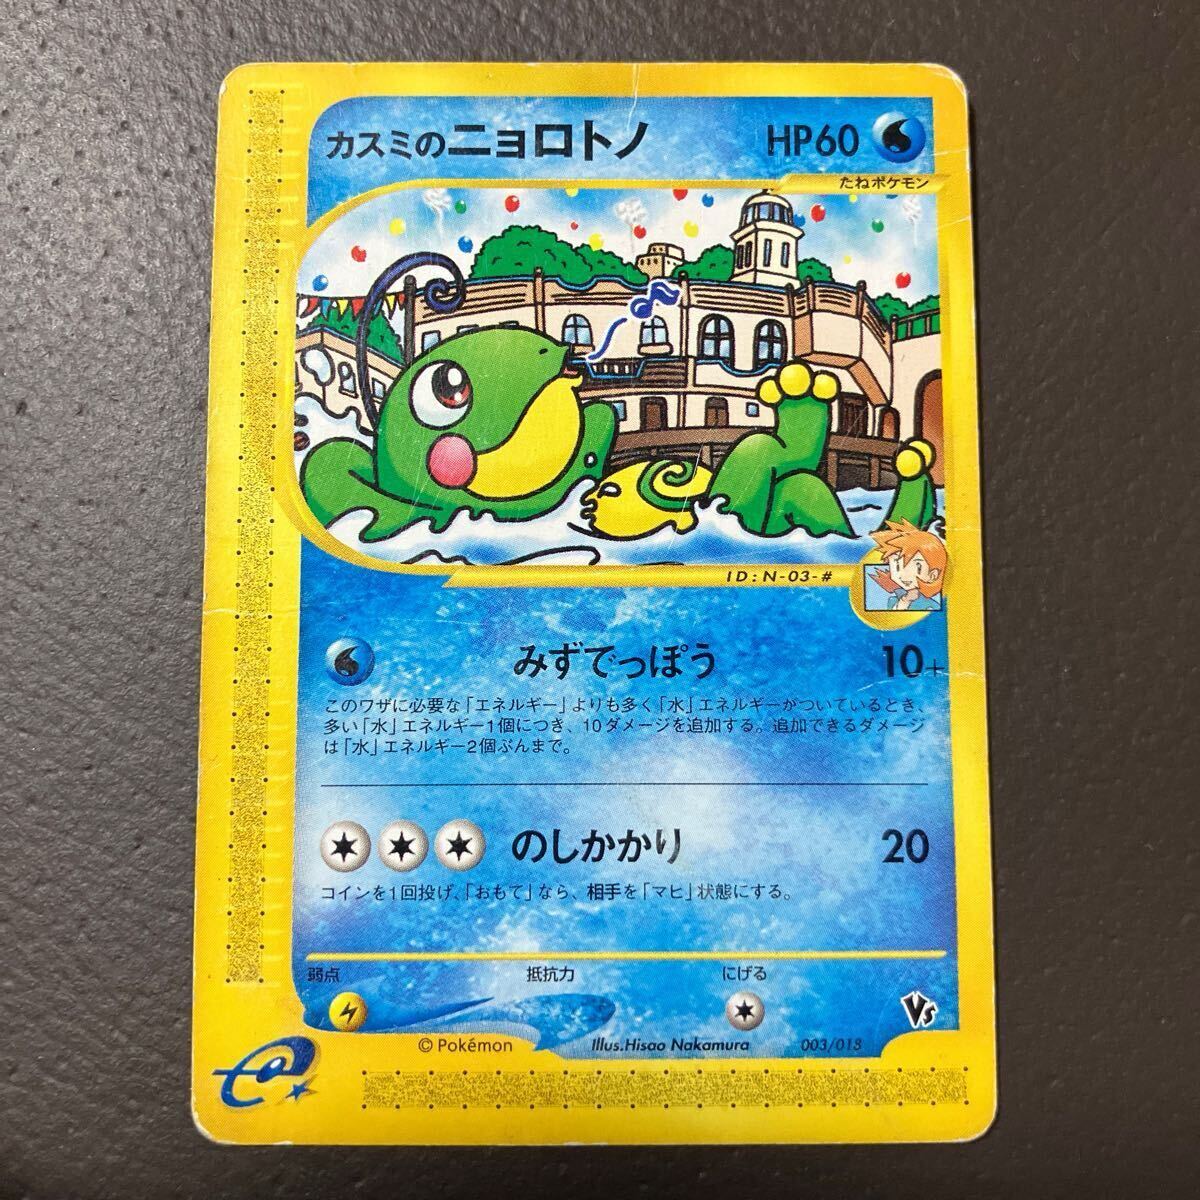 カスミのニョロトノ HP60
たねポケモン
ID:N-03-#
みずでっぽう 10+
このワザに必要な「エネルギー」よりも多く「水」エネルギーがついているとき、
多い「水」エネルギー1個につき、10ダメージを追加する。追加できるダメージ
は「水」エネルギー2個ぶんまで。
のしかかり 20
コインを1回投げ、「おもて」なら、相手を「マヒ」状態にする。
弱点 抵抗力 にげる
Vs
©Pokémon Illus.Hisao Nakamura 003/018
e